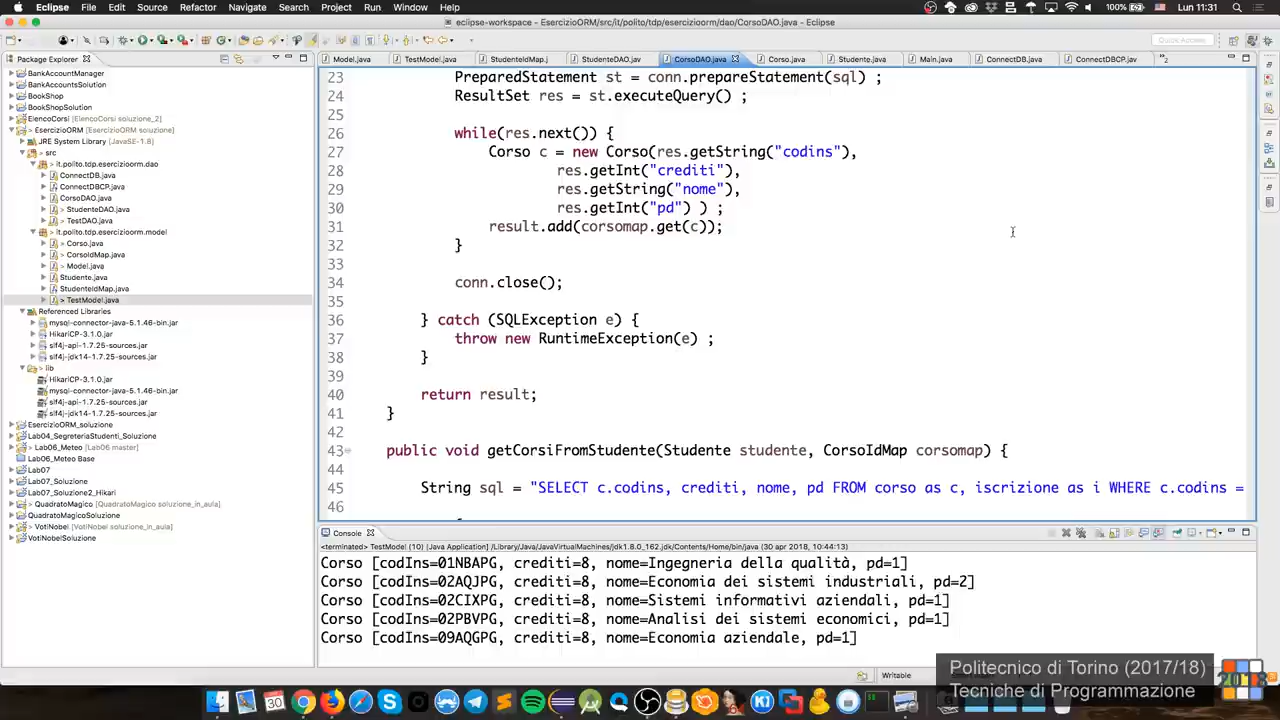 Eclipse File Edit Source Refactor Navigate Search Project Run Window Help 100% Lun 11:31
eclipse-workspace - EsercizioORM/src/it/polito/tdp/esercizioorm/dao/CorsoDAO.java - Eclipse
Quick Access
Package Explorer
BankAccountManager
BankAccountsSolution
BookShop
BookShopSolution
ElencoCorsi [EsercizioORM soluzione_2]
> EsercizioORM [EsercizioORM soluzione]
JRE System Library [JavaSE-1.8]
> src
> it.polito.tdp.esercizioorm.dao
ConnectDB.java
ConnectDBCP.java
CorsoDAO.java
> StudenteDAO.java
> TestDAO.java
> it.polito.tdp.esercizioorm.model
> Corso.java
> CorsoIdMap.java
> Model.java
Studente.java
StudenteIdMap.java
> TestModel.java
Referenced Libraries
mysql-connector-java-5.1.46-bin.jar
HikariCP-3.1.0.jar
slf4j-api-1.7.25-sources.jar
slf4j-jdk14-1.7.25-sources.jar
lib
HikariCP-3.1.0.jar
mysql-connector-java-5.1.46-bin.jar
slf4j-api-1.7.25-sources.jar
slf4j-jdk14-1.7.25-sources.jar
EsercizioORM_soluzione
Lab04_SegreteriaStudenti_Soluzione
> Lab06_Meteo [Lab06 master]
Lab06_Meteo Base
Lab07
Lab07_Soluzione
Lab07_Soluzione2_Hikari
> QuadratoMagico [QuadratoMagico soluzione_in_aula]
QuadratoMagicoSoluzione
> VotiNobel [VotiNobel soluzione_in_aula]
VotiNobelSoluzione
Model.java TestModel.java StudenteIdMap.j StudenteDAO.jav CorsoDAO.java Corso.java Studente.java Main.java ConnectDB.java ConnectDBCP.jav
23 PreparedStatement st = conn.prepareStatement(sql) ;
24 ResultSet res = st.executeQuery() ;
25
26 while(res.next()) {
27 Corso c = new Corso(res.getString("codins"),
28 res.getInt("crediti"),
29 res.getString("nome"),
30 res.getInt("pd") ) ;
31 result.add(corsomap.get(c));
32 }
33
34 conn.close();
35
36 } catch (SQLException e) {
37 throw new RuntimeException(e) ;
38 }
39
40 return result;
41 }
42
43 public void getCorsiFromStudente(Studente studente, CorsoIdMap corsomap) {
44
45 String sql = "SELECT c.codins, crediti, nome, pd FROM corso as c, iscrizione as i WHERE c.codins =
46
Console
<terminated> TestModel (10) [Java Application] /Library/Java/JavaVirtualMachines/jdk1.8.0_162.jdk/Contents/Home/bin/java (30 apr 2018, 10:44:13)
Corso [codIns=01NBAPG, crediti=8, nome=Ingegneria della qualità, pd=1]
Corso [codIns=02AQJPG, crediti=8, nome=Economia dei sistemi industriali, pd=2]
Corso [codIns=02CIXPG, crediti=8, nome=Sistemi informativi aziendali, pd=1]
Corso [codIns=02PBVPG, crediti=8, nome=Analisi dei sistemi economici, pd=1]
Corso [codIns=09AQGPG, crediti=8, nome=Economia aziendale, pd=1]
Writable
Politecnico di Torino (2017/18)
Tecniche di Programmazione